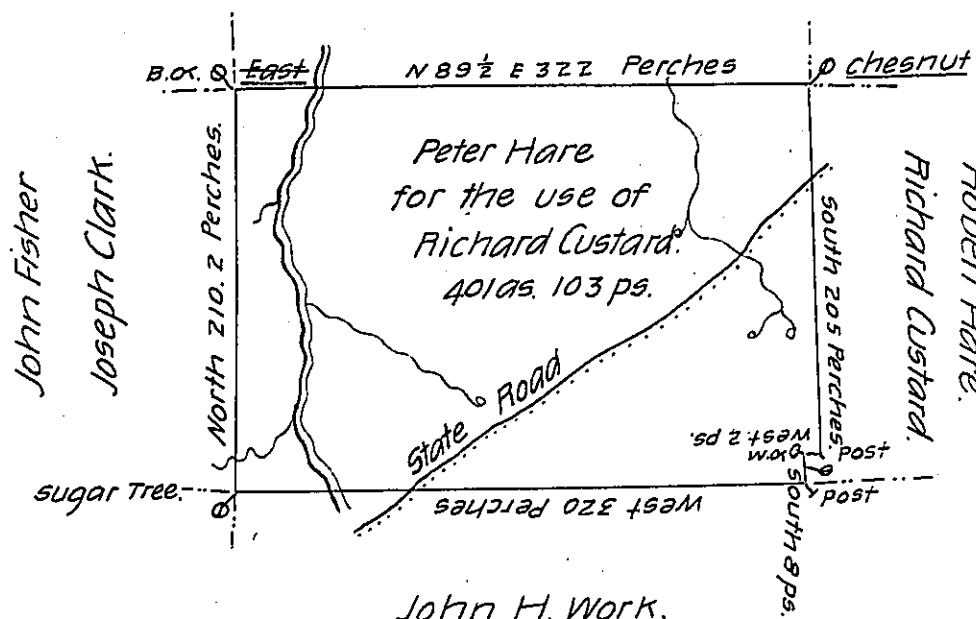 B.O. East N 89½ E 322 Perches chesnut
Peter Hare
for the use of
Richard Custard.
401as. 103 ps.
John Fisher
Joseph Clark.
North 210.2 Perches.
South 205 Perches.
Richard Custard.
Hare.
State Road
West 2 ps.
W.O.
Post
Sugar Tree.
West 320 Perches
Post
South 8 ps.
John H. Work.